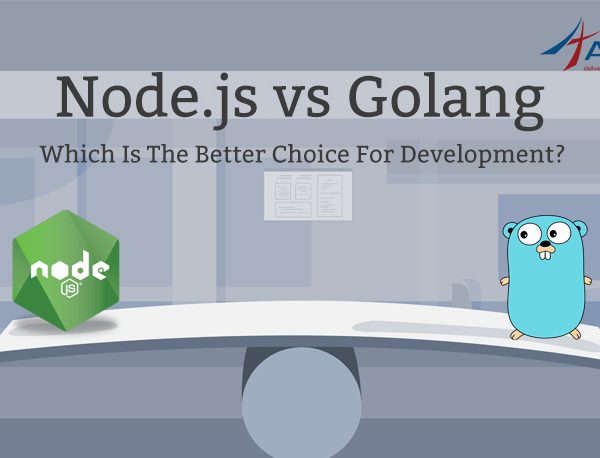 Node.js vs Golang
Which Is The Better Choice For Development?
node
JS